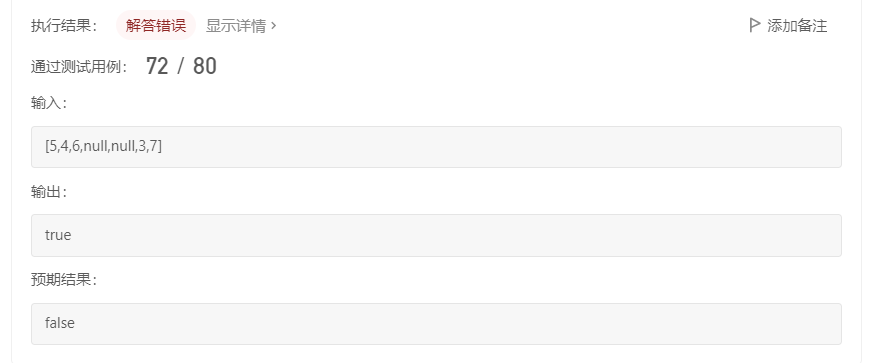 执行结果： 解答错误 显示详情 › 添加备注
通过测试用例： 72 / 80
输入：
[5,4,6,null,null,3,7]
输出：
true
预期结果：
false